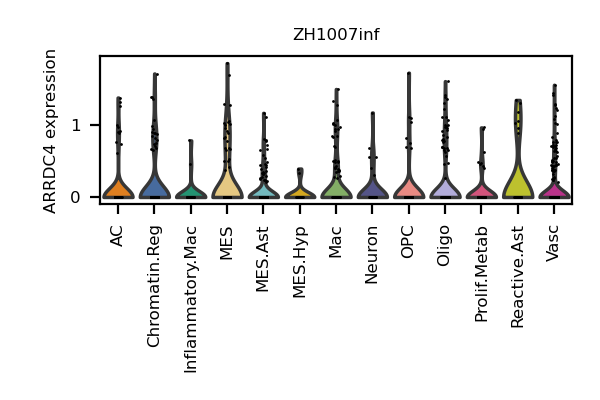 ZH1007inf
ARRDC4 expression
1
0
AC
Chromatin.Reg
Inflammatory.Mac
MES
MES.Ast
MES.Hyp
Mac
Neuron
OPC
Oligo
Prolif.Metab
Reactive.Ast
Vasc